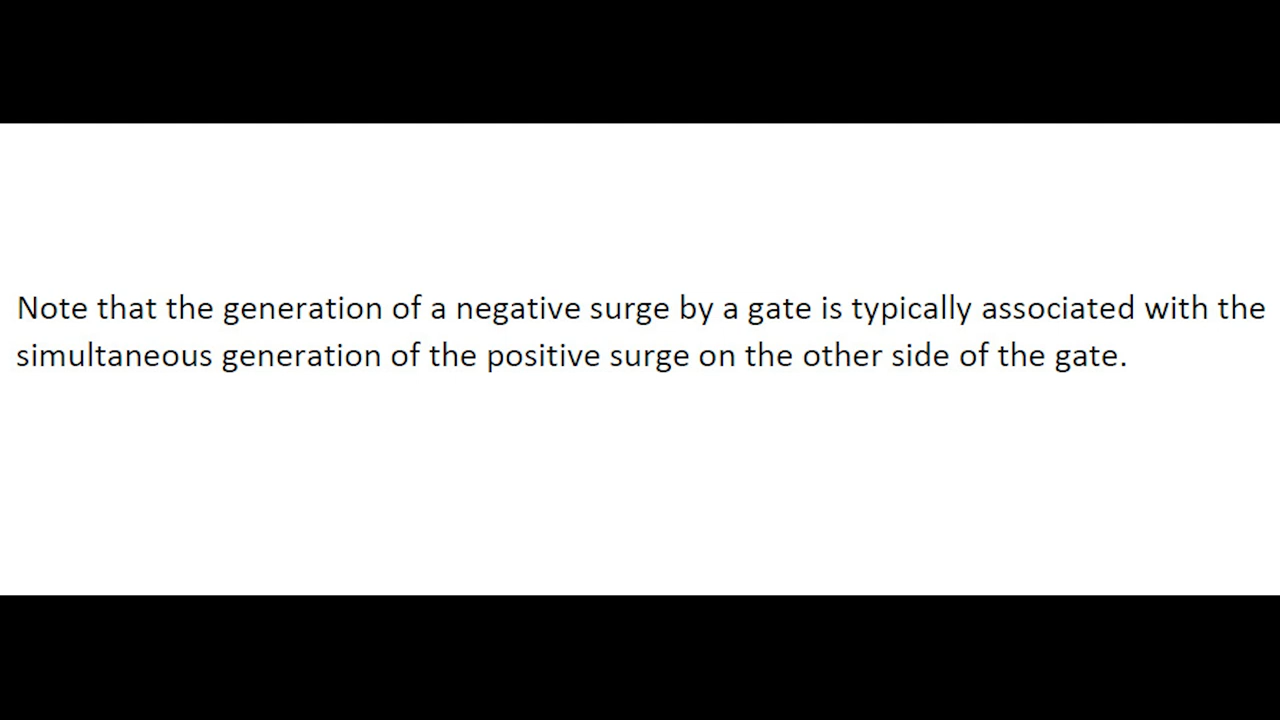 Note that the generation of a negative surge by a gate is typically associated with the
simultaneous generation of the positive surge on the other side of the gate.